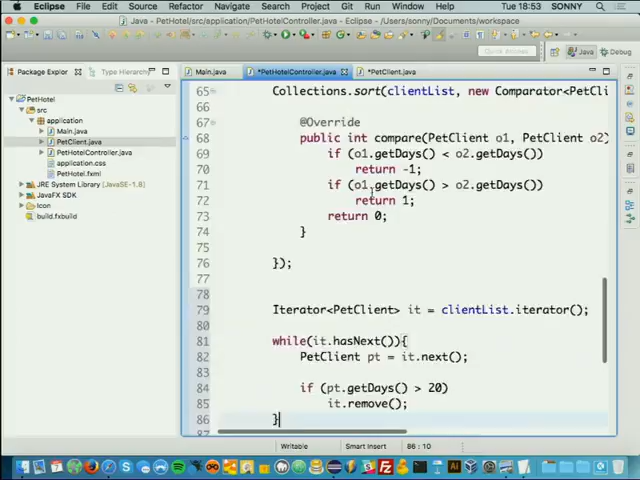 Eclipse File Edit Source Refactor Navigate Search Project Run Window Help Tue 18:53 SONNY
Java - PetHotel/src/application/PetHotelController.java - Eclipse - /Users/sonny/Documents/workspace
Quick Access
Java
Debug
Package Explor
Type Hierarchy
Main.java
*PetHotelController.java
*PetClient.java
PetHotel
src
application
Main.java
PetClient.java
PetHotelController.java
application.css
PetHotel.fxml
JRE System Library [JavaSE-1.8]
JavaFX SDK
Icon
build.fxbuild
65 Collections.sort(clientList, new Comparator<PetCli
66
67 @Override
68 public int compare(PetClient o1, PetClient o2)
69 if (o1.getDays() < o2.getDays())
70 return -1;
71 if (o1.getDays() > o2.getDays())
72 return 1;
73 return 0;
74 }
75
76 });
77
78
79 Iterator<PetClient> it = clientList.iterator();
80
81 while(it.hasNext()){
82 PetClient pt = it.next();
83
84 if (pt.getDays() > 20)
85 it.remove();
86 }
87
Writable
Smart Insert
86 : 10